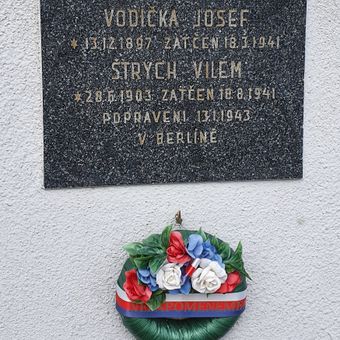 VODIČKA JOSEF
* 13.12.1897 ZATČEN 18.3.1941
ŠTRYCH VILÉM
* 28.6.1903 ZATČEN 18.8.1941
POPRAVENI 13.1.1943
V BERLÍNĚ